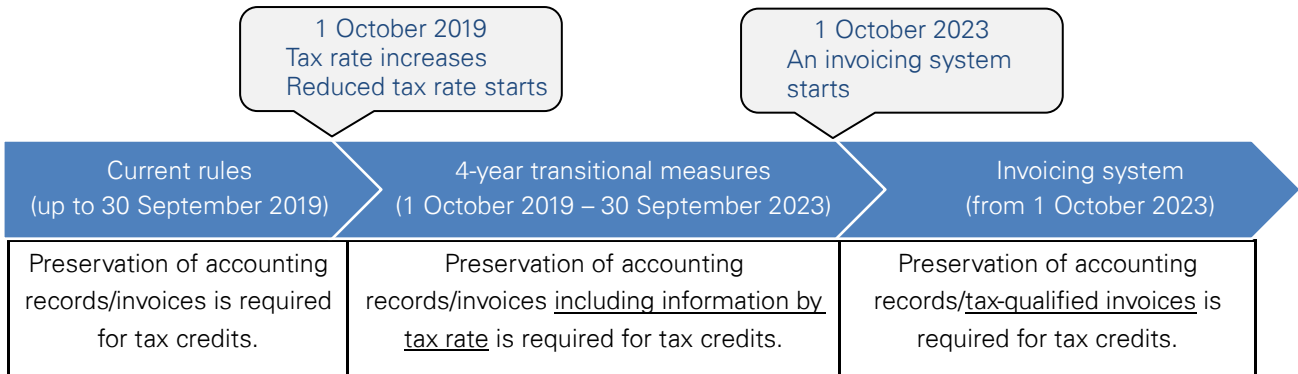 1 October 2019
Tax rate increases
Reduced tax rate starts
1 October 2023
An invoicing system
starts
Current rules
(up to 30 September 2019)
4-year transitional measures
(1 October 2019 – 30 September 2023)
Invoicing system
(from 1 October 2023)
Preservation of accounting
records/invoices is required
for tax credits.
Preservation of accounting
records/invoices including information by
tax rate is required for tax credits.
Preservation of accounting
records/tax-qualified invoices is
required for tax credits.